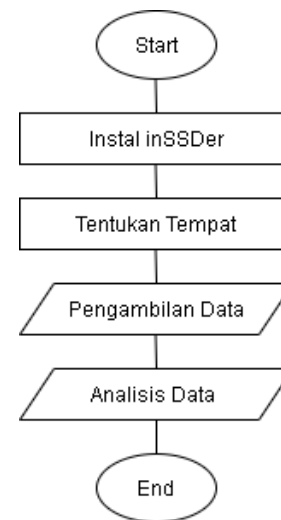 Start
Instal inSSDer
Tentukan Tempat
Pengambilan Data
Analisis Data
End